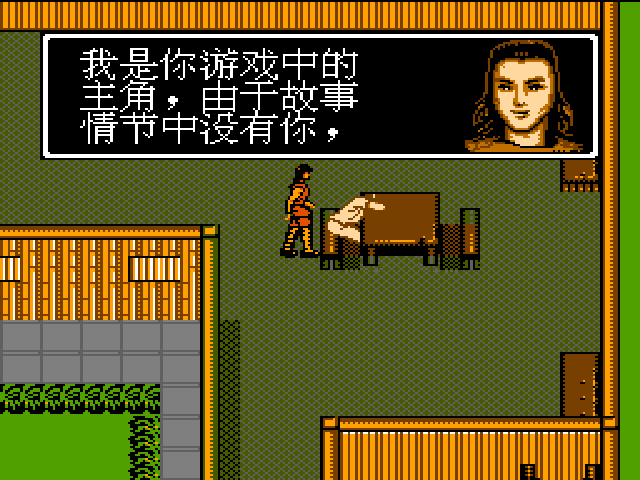 我是你游戏中的
主角，由于故事
情节中没有你，